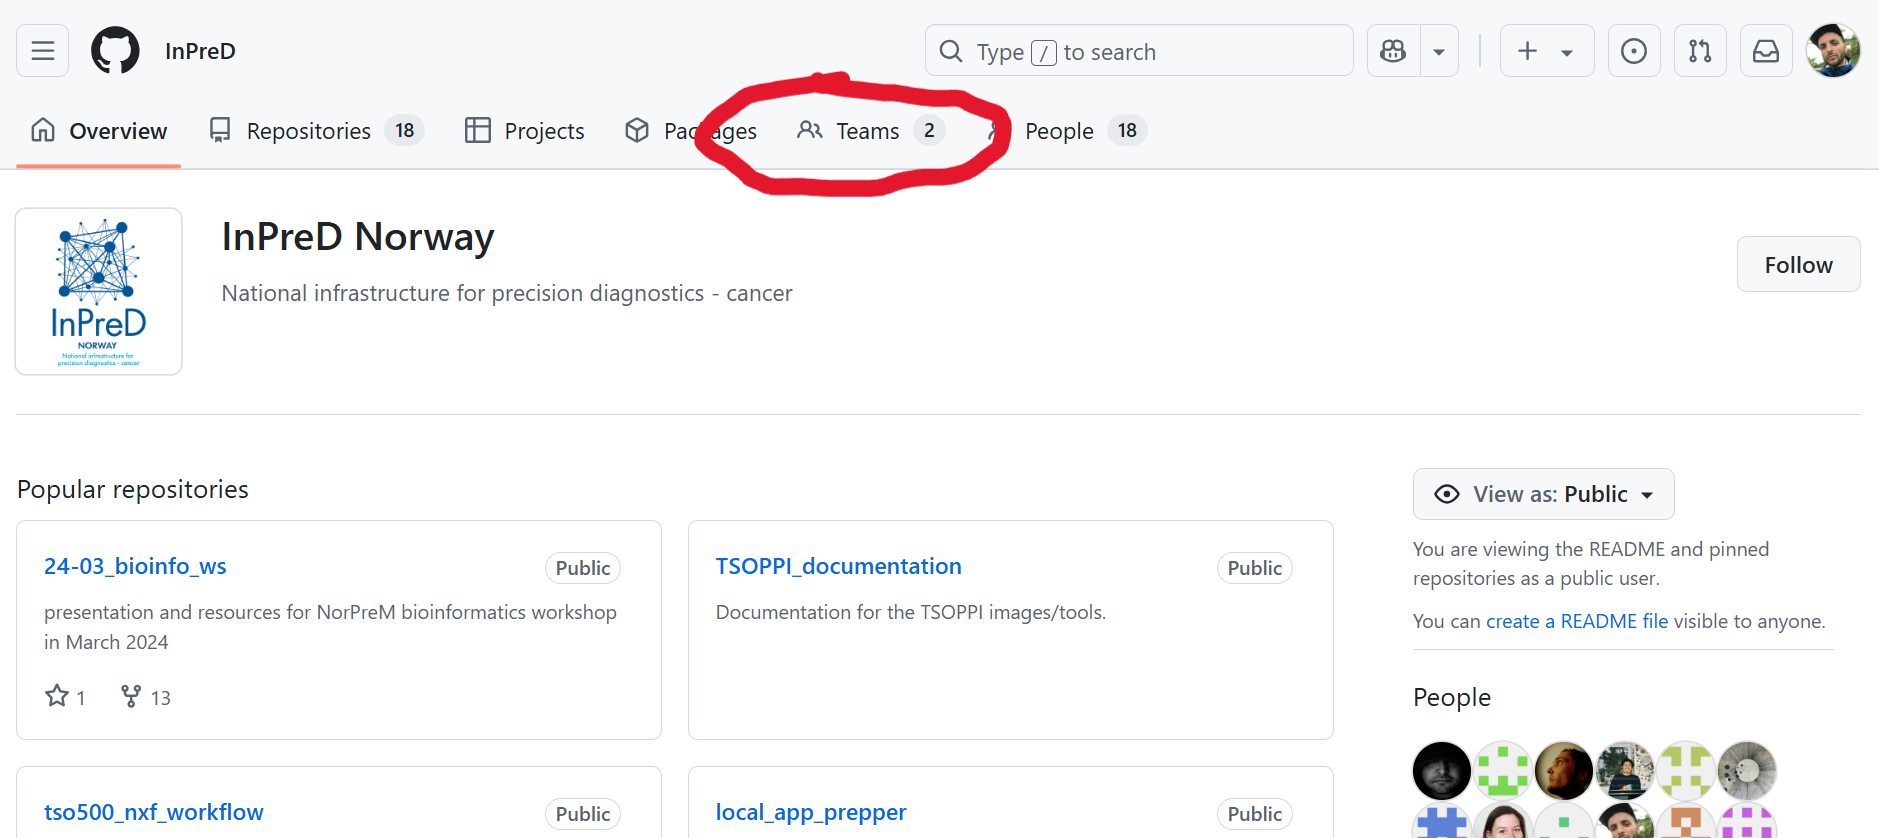 InPreD
Type / to search
Overview
Repositories 18
Projects
Packages
Teams 2
People 18
InPreD
NORWAY
National infrastructure for
precision diagnostics - cancer
InPreD Norway
National infrastructure for precision diagnostics - cancer
Follow
Popular repositories
24-03_bioinfo_ws
Public
presentation and resources for NorPreM bioinformatics workshop
in March 2024
1
13
TSOPPI_documentation
Public
Documentation for the TSOPPI images/tools.
tso500_nxf_workflow
Public
local_app_prepper
Public
View as: Public
You are viewing the README and pinned
repositories as a public user.
You can create a README file visible to anyone.
People